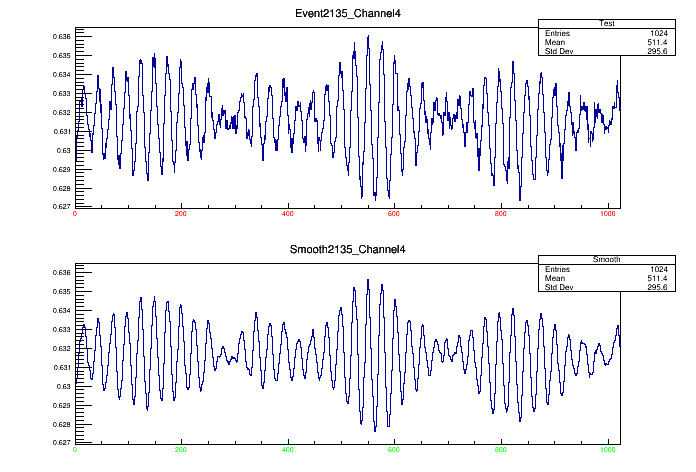 Event2135_Channel4
Test
Entries 1024
Mean 511.4
Std Dev 295.6
0.636
0.635
0.634
0.633
0.632
0.631
0.63
0.629
0.628
0.627
0 200 400 600 800 1000
Smooth2135_Channel4
Smooth
Entries 1024
Mean 511.4
Std Dev 295.6
0.636
0.635
0.634
0.633
0.632
0.631
0.63
0.629
0.628
0.627
0 200 400 600 800 1000